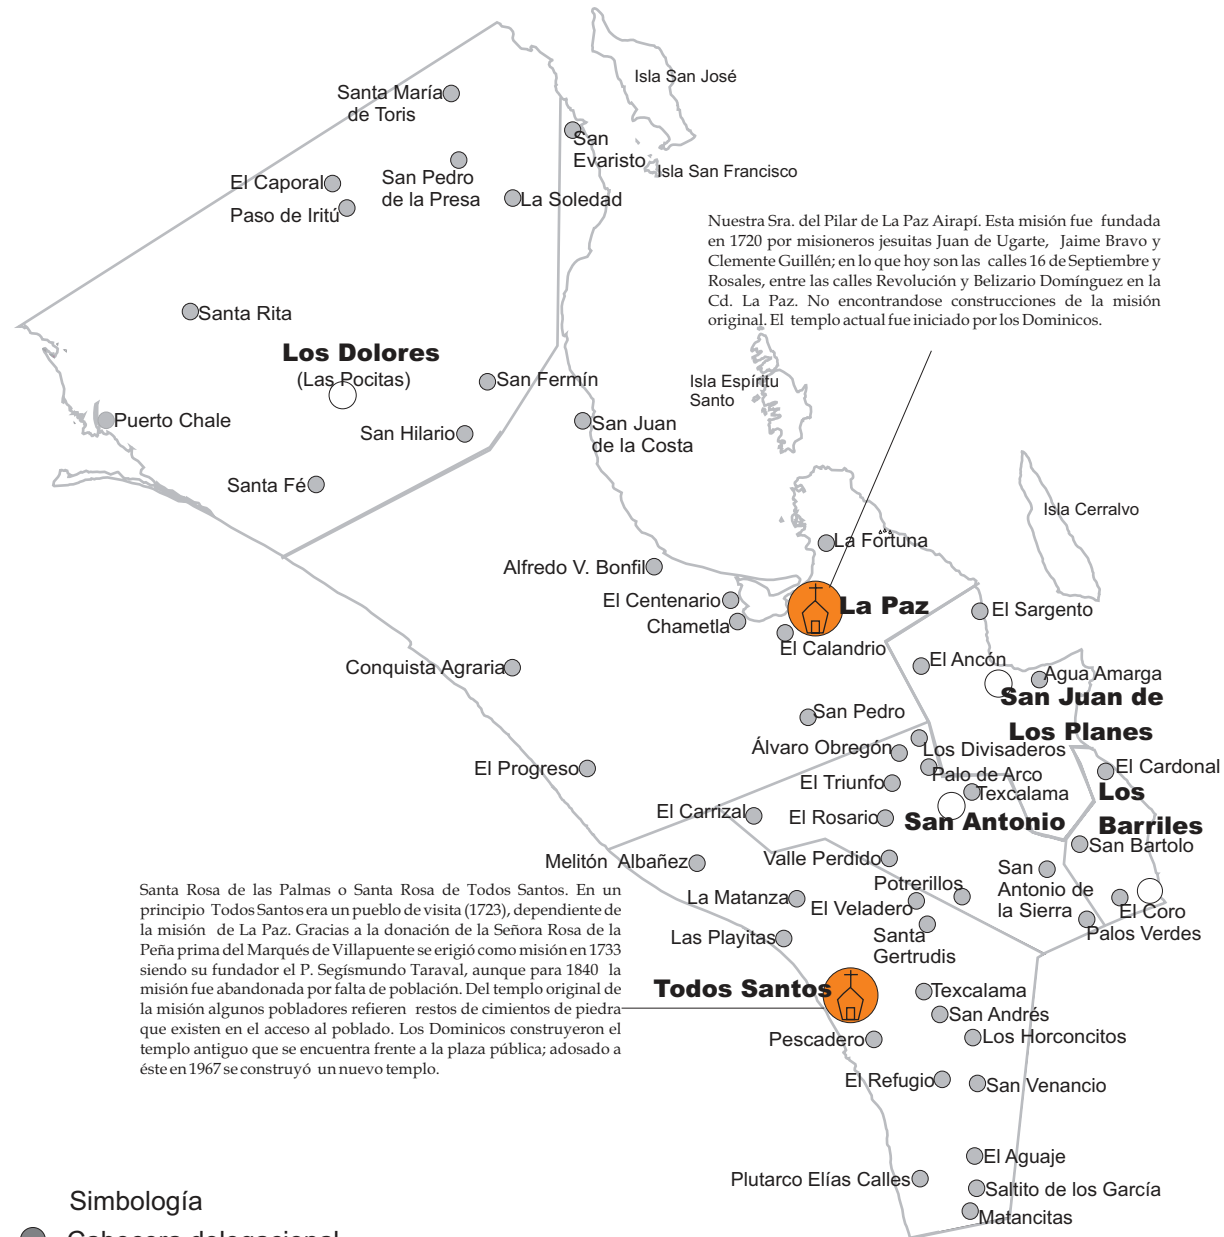 Isla San José
Santa María
de Toris
San
Evaristo
Isla San Francisco
San Pedro
de la Presa
El Caporal
Paso de Iritú
La Soledad
Nuestra Sra. del Pilar de La Paz Airapí. Esta misión fue fundada
en 1720 por misioneros jesuitas Juan de Ugarte, Jaime Bravo y
Clemente Guillén; en lo que hoy son las calles 16 de Septiembre y
Rosales, entre las calles Revolución y Belizario Domínguez en la
Cd. La Paz. No encontrandose construcciones de la misión
original. El templo actual fue iniciado por los Dominicos.
Santa Rita
Los Dolores
(Las Pocitas)
San Fermín
Isla Espíritu
Santo
Puerto Chale
San Hilario
San Juan
de la Costa
Santa Fé
Isla Cerralvo
La Fortuna
Alfredo V. Bonfil
El Centenario
Chametla
La Paz
El Sargento
El Calandrio
Conquista Agraria
El Ancón
Agua Amarga
San Juan de
Los Planes
San Pedro
Álvaro Obregón
Los Divisaderos
El Progreso
El Triunfo
Palo de Arco
Texcalama
El Cardonal
Los
Barriles
El Carrizal
El Rosario
San Antonio
San Bartolo
Melitón Albañez
Valle Perdido
San
Antonio de
la Sierra
Potrerillos
La Matanza
El Veladero
El Coro
Palos Verdes
Las Playitas
Santa
Gertrudis
Santa Rosa de las Palmas o Santa Rosa de Todos Santos. En un
principio Todos Santos era un pueblo de visita (1723), dependiente de
la misión de La Paz. Gracias a la donación de la Señora Rosa de la
Peña prima del Marqués de Villapuente se erigió como misión en 1733
siendo su fundador el P. Segísmundo Taraval, aunque para 1840 la
misión fue abandonada por falta de población. Del templo original de
la misión algunos pobladores refieren restos de cimientos de piedra
que existen en el acceso al poblado. Los Dominicos construyeron el
templo antiguo que se encuentra frente a la plaza pública; adosado a
éste en 1967 se construyó un nuevo templo.
Todos Santos
Texcalama
San Andrés
Pescadero
Los Horconcitos
El Refugio
San Venancio
El Aguaje
Plutarco Elías Calles
Saltito de los García
Matancitas
Simbología
Cabecera delegacional